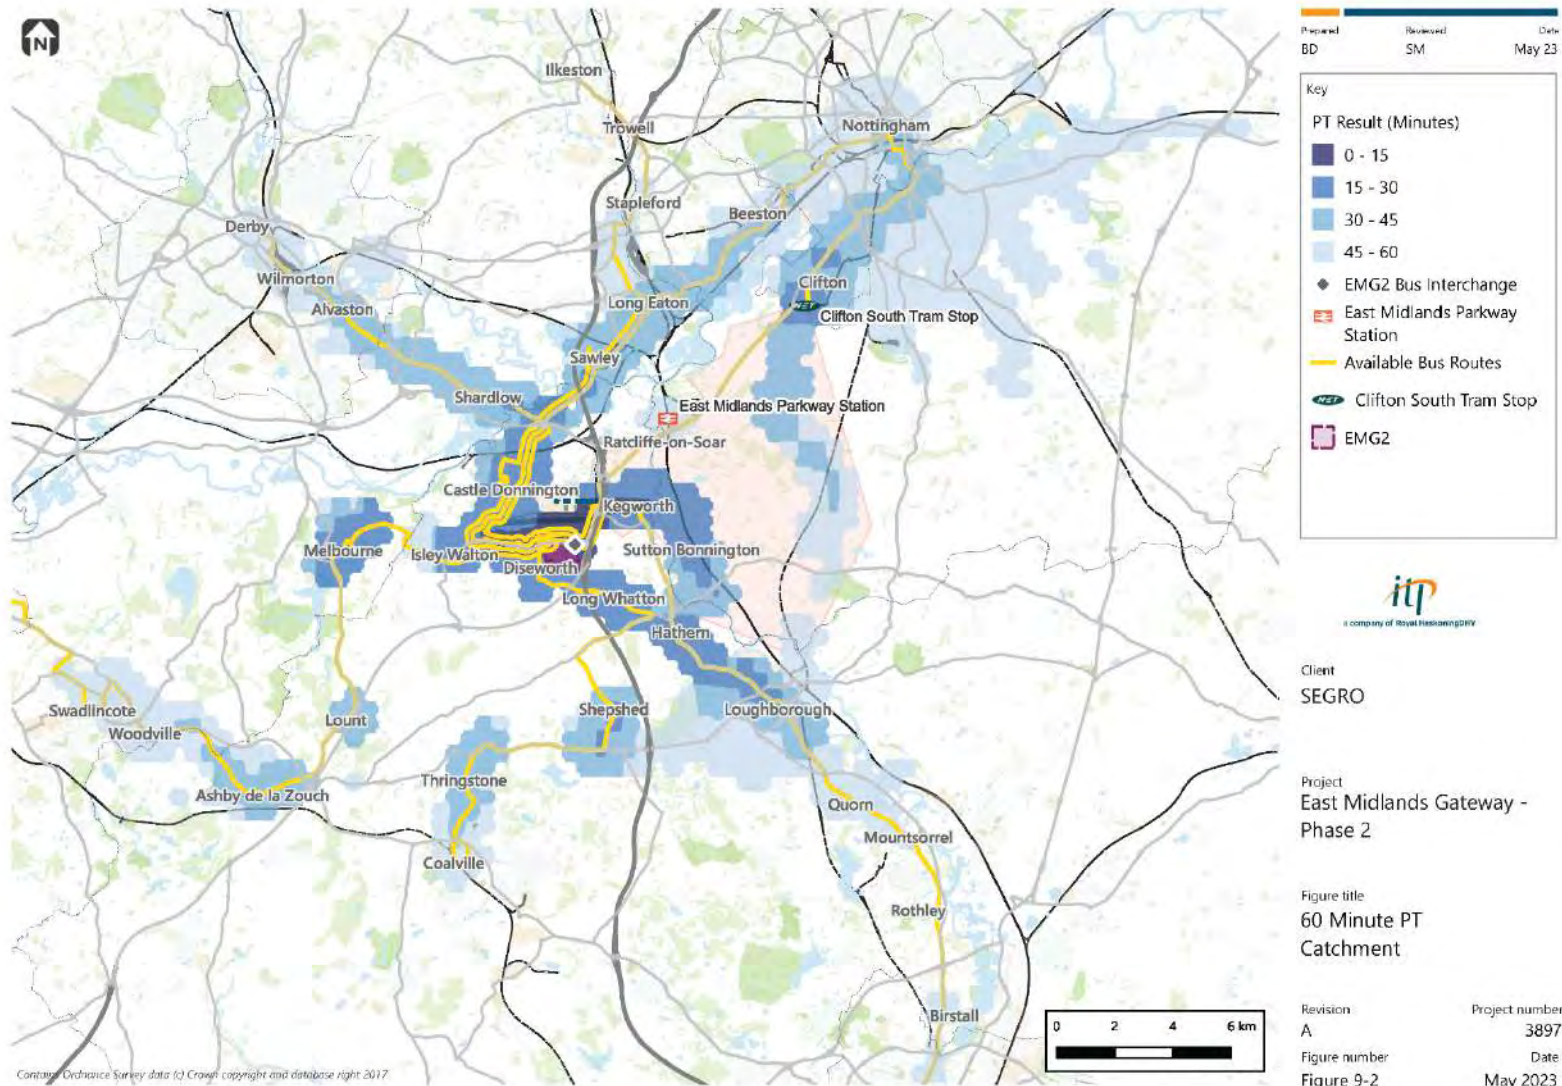 N
Ilkeston
Trowell
Nottingham
Stapleford
Beeston
Derby
Wilmorton
Alvaston
Clifton
Long Eaton
NET
Clifton South Tram Stop
Sawley
Shardlow
East Midlands Parkway Station
Ratcliffe-on-Soar
Castle Donnington
Kegworth
Melbourne
Isley Walton
Sutton Bonnington
Diseworth
Long Whatton
Hathern
Swadlincote
Woodville
Lount
Shepshed
Loughborough
Thringstone
Ashby de la Zouch
Quorn
Mountsorrel
Coalville
Rothley
Birstall
0 2 4 6 km
Contains Ordnance Survey data (c) Crown copyright and database right 2017
Prepared Reviewed Date
BD SM May 23
Key
PT Result (Minutes)
0 - 15
15 - 30
30 - 45
45 - 60
EMG2 Bus Interchange
East Midlands Parkway
Station
Available Bus Routes
NET Clifton South Tram Stop
EMG2
itp
a company of Royal HaskoningDHV
Client
SEGRO
Project
East Midlands Gateway -
Phase 2
Figure title
60 Minute PT
Catchment
Revision Project number
A 3897
Figure number Date
Figure 9-2 May 2023